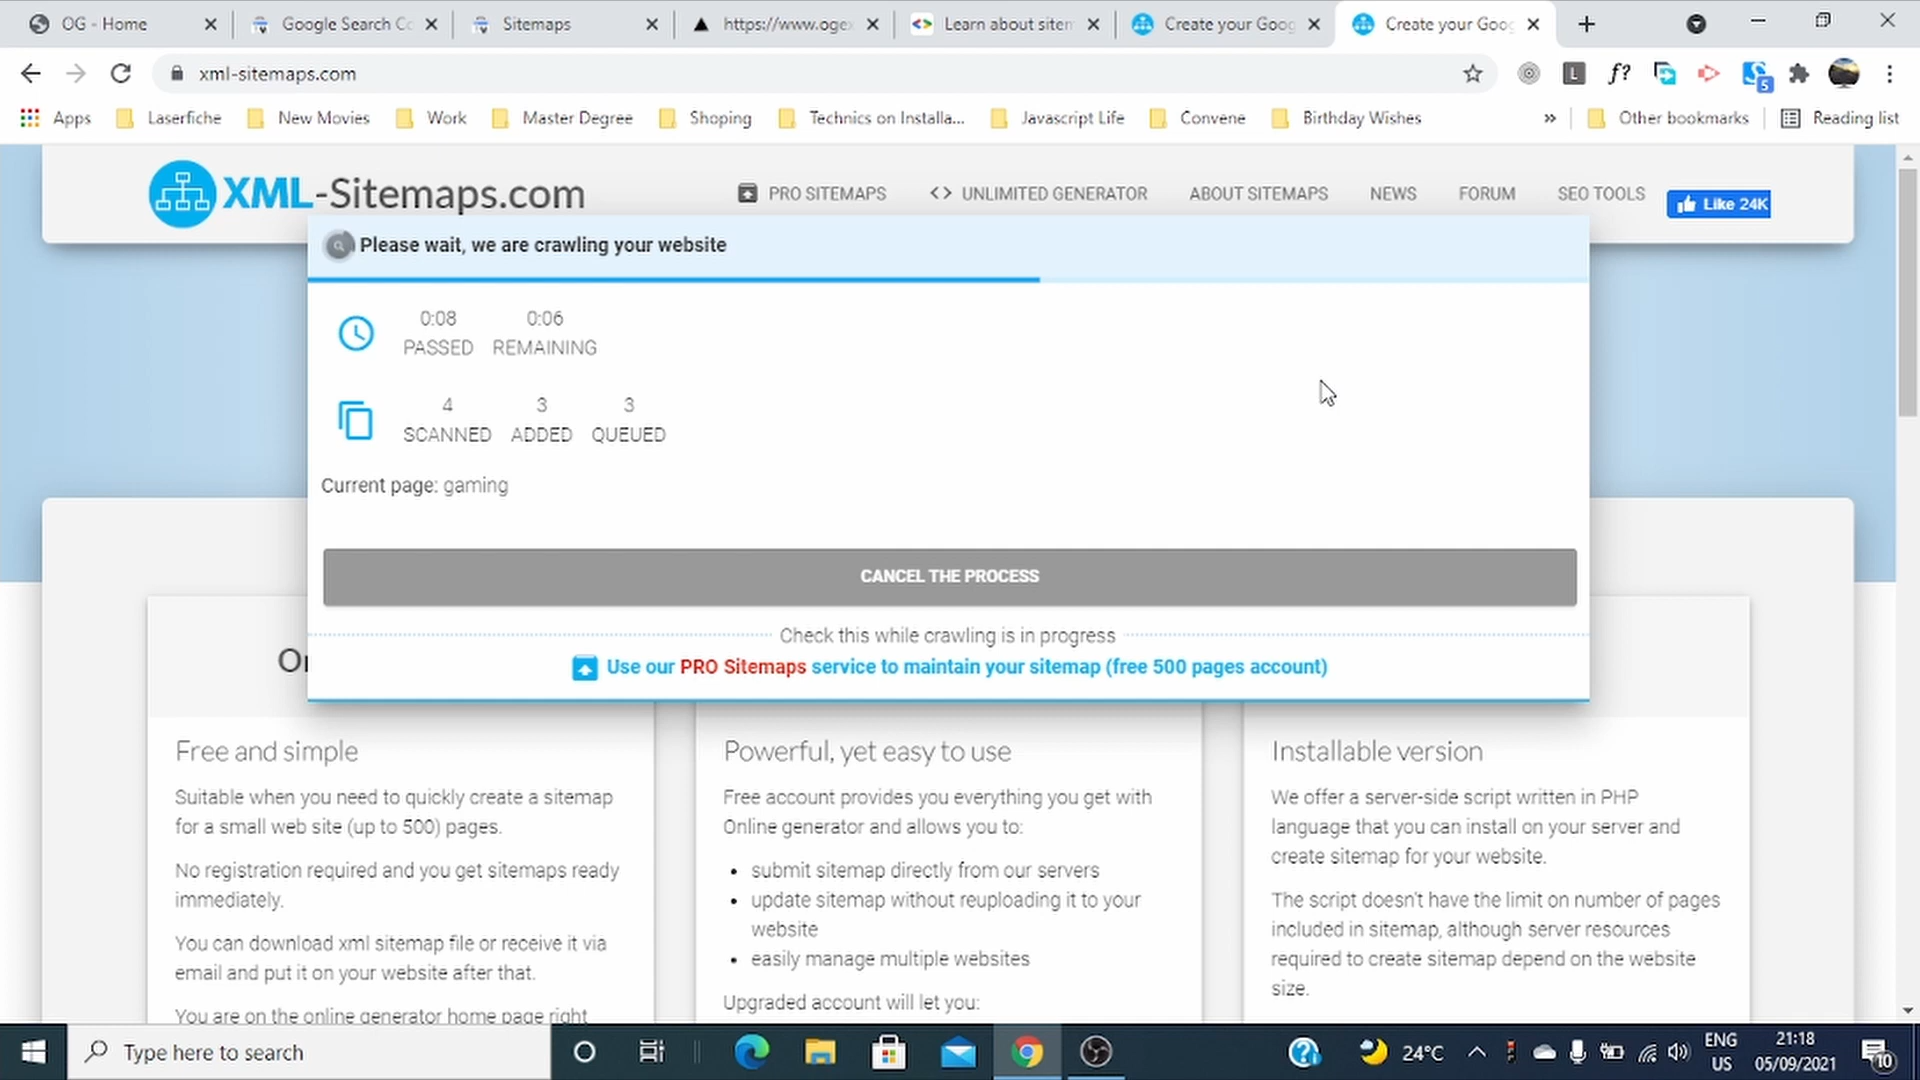 OG - Home
Google Search Co
Sitemaps
https://www.ogex
Learn about sitem
Create your Goog
Create your Goog
xml-sitemaps.com
L
f?
5
Apps
Laserfiche
New Movies
Work
Master Degree
Shoping
Technics on Installa...
Javascript Life
Convene
Birthday Wishes
»
Other bookmarks
Reading list
XML-Sitemaps.com
PRO SITEMAPS
<> UNLIMITED GENERATOR
ABOUT SITEMAPS
NEWS
FORUM
SEO TOOLS
Like 24K
Please wait, we are crawling your website
0:08 0:06
PASSED REMAINING
4 3 3
SCANNED ADDED QUEUED
Current page: gaming
CANCEL THE PROCESS
Check this while crawling is in progress
Use our PRO Sitemaps service to maintain your sitemap (free 500 pages account)
Free and simple
Suitable when you need to quickly create a sitemap
for a small web site (up to 500) pages.
No registration required and you get sitemaps ready
immediately.
You can download xml sitemap file or receive it via
email and put it on your website after that.
You are on the online generator home page right
Powerful, yet easy to use
Free account provides you everything you get with
Online generator and allows you to:
• submit sitemap directly from our servers
• update sitemap without reuploading it to your
website
• easily manage multiple websites
Upgraded account will let you:
Installable version
We offer a server-side script written in PHP
language that you can install on your server and
create sitemap for your website.
The script doesn't have the limit on number of pages
included in sitemap, although server resources
required to create sitemap depend on the website
size.
Type here to search
24°C
ENG
US
21:18
05/09/2021
10